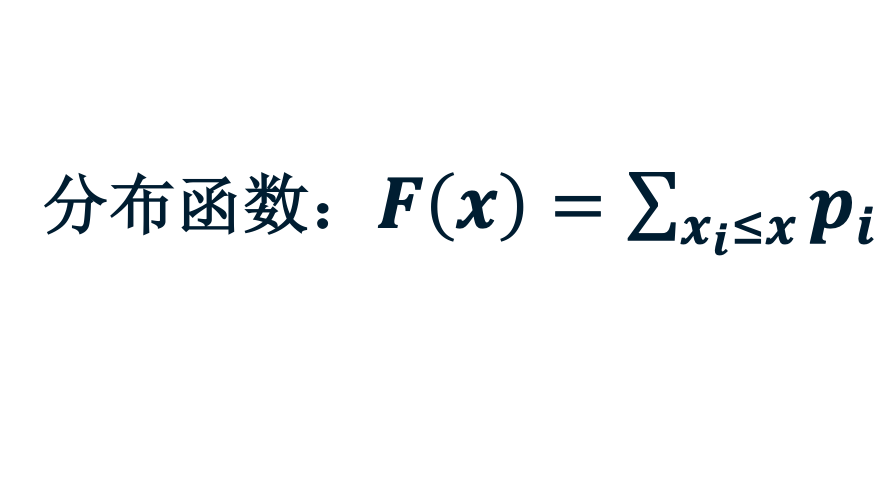 分布函数：F(x) = ∑_{x_i≤x} p_i